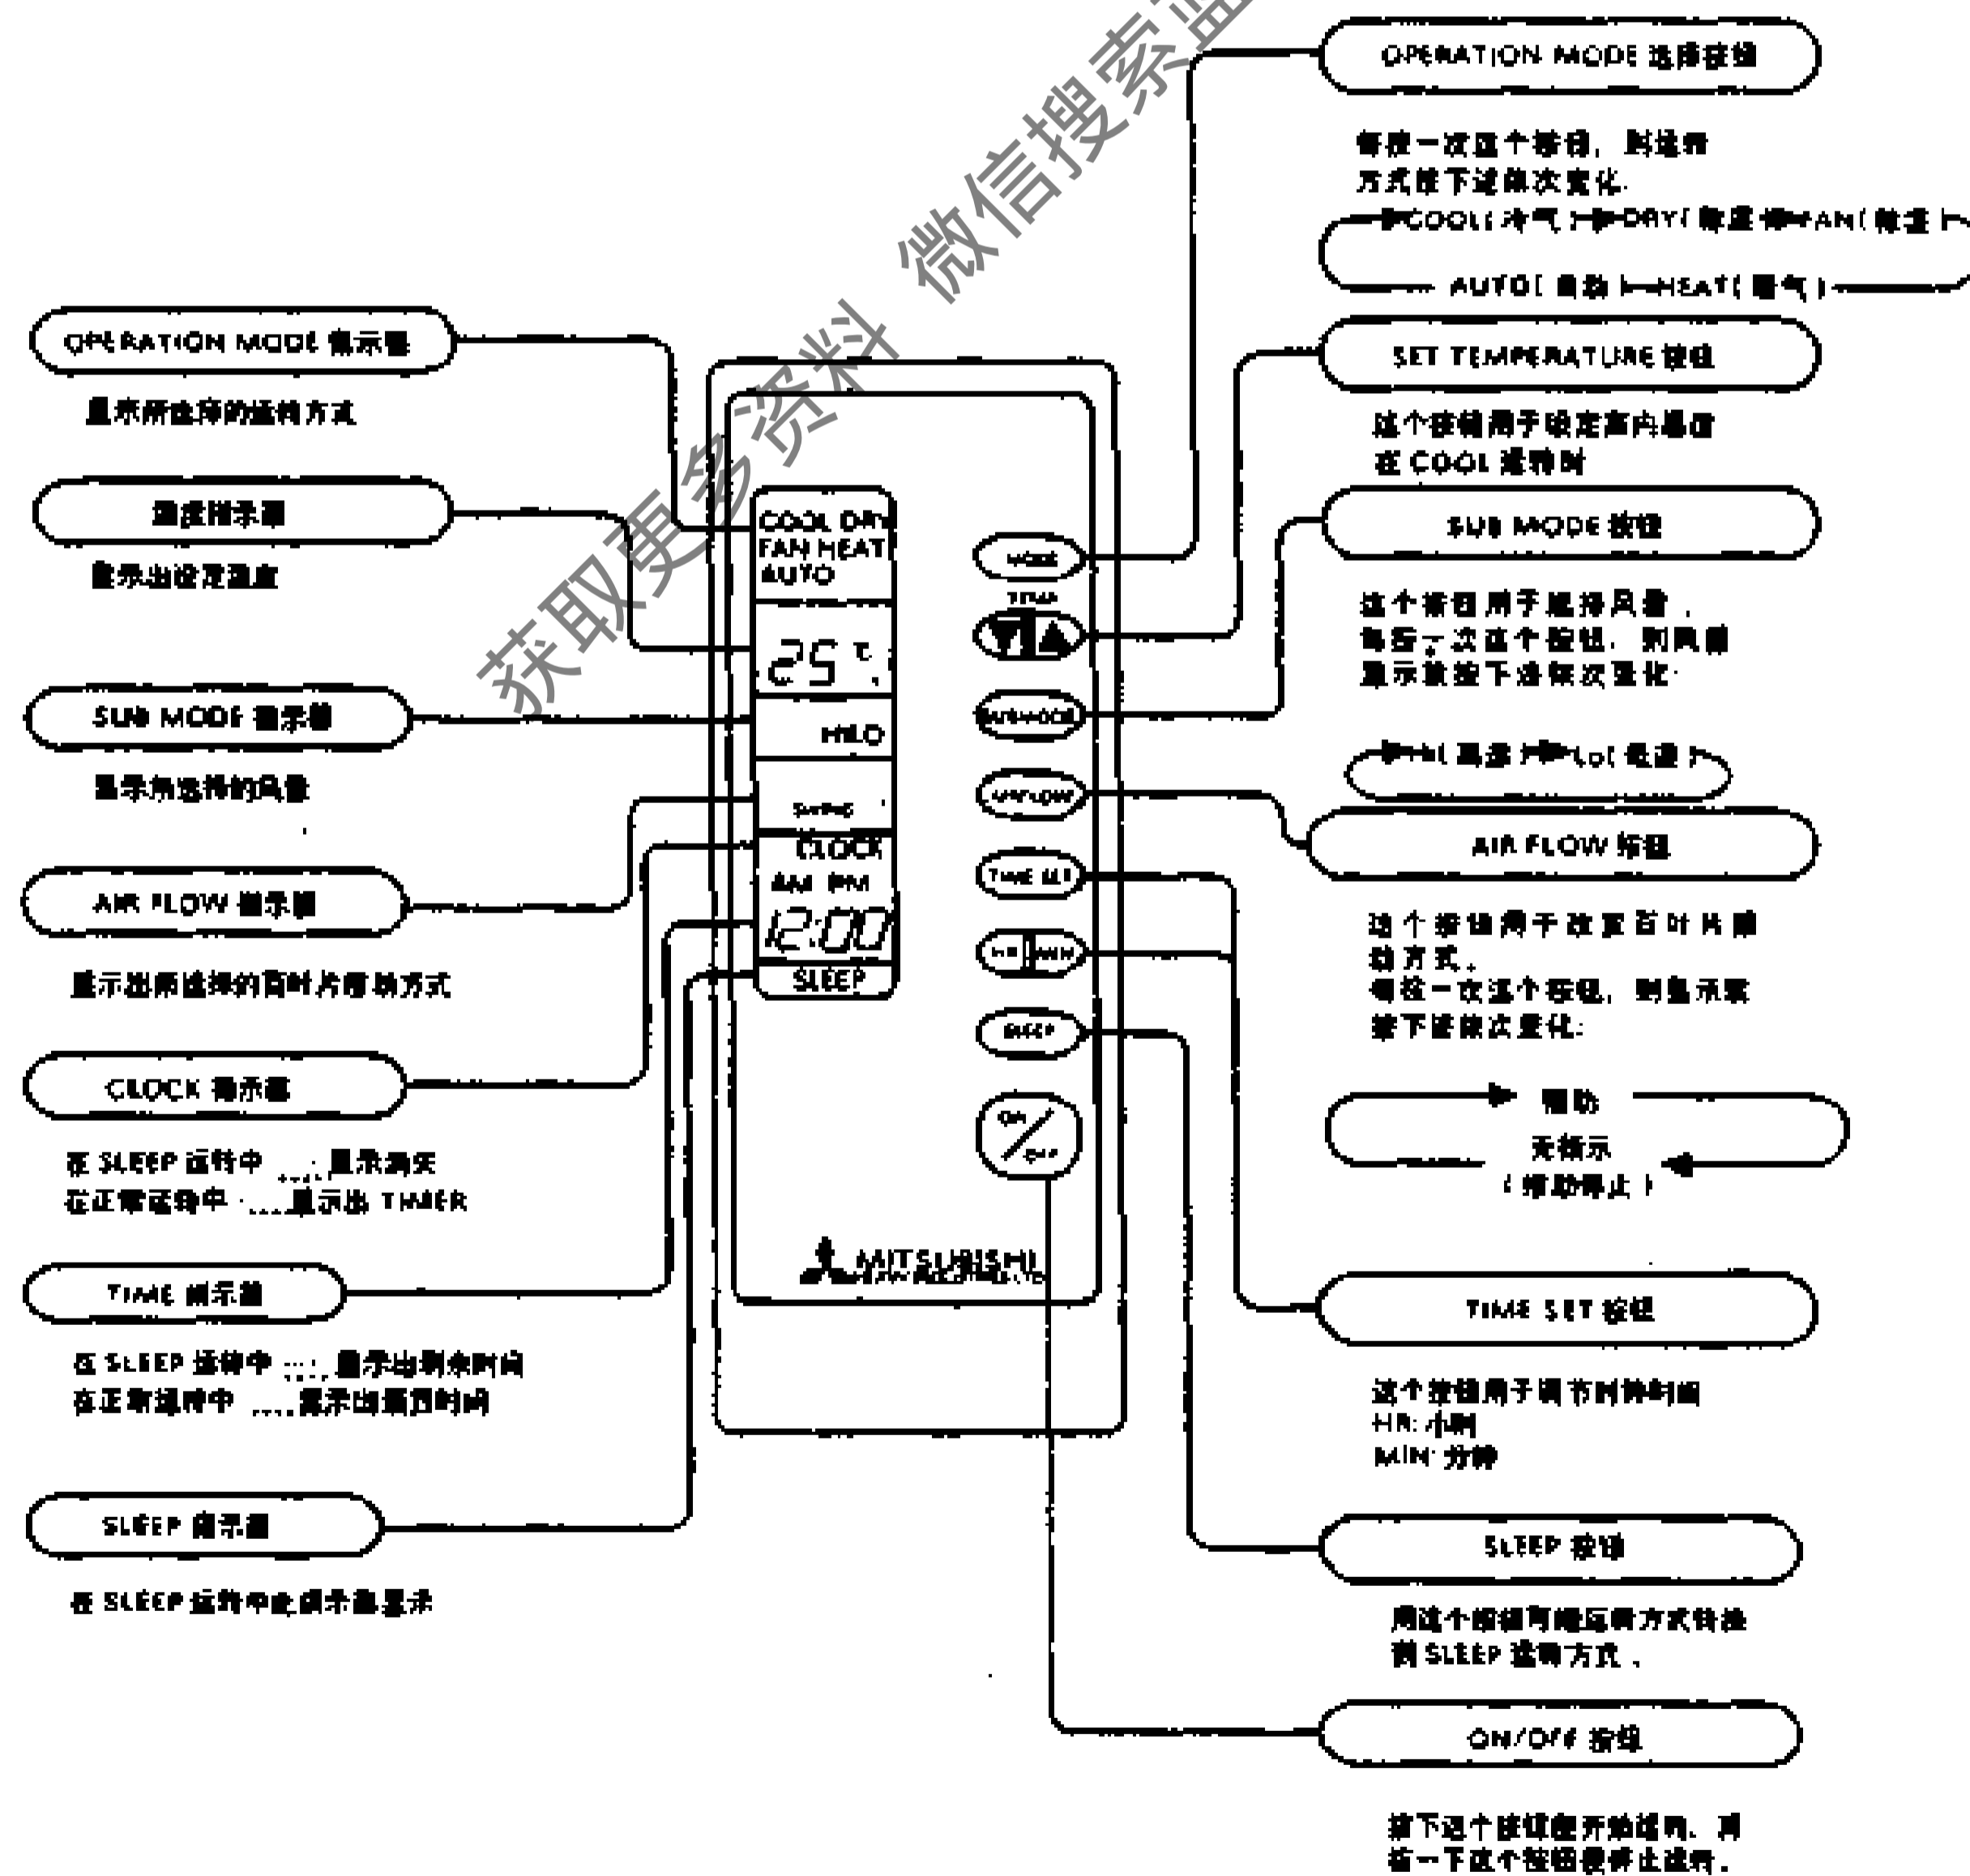 获取更多资料 微信搜索
OPERATION MODE 指示器
显示所选择的运转方式
温度指示器
显示出设定温度
SUB MODE 指示器
显示所选择的风量
AIR FLOW 指示器
显示出所选择的百叶片摆动方式
CLOCK 指示器
在 SLEEP 运转中 ....: 显示消失
在正常运转中 ....显示出 TIMER
TIME 指示器
在 SLEEP 运转中 ....: 显示出剩余时间
在正常运转中 ....显示出时间
SLEEP 指示器
在 SLEEP 运转中此指示器显示
COOL DRY
FAN HEAT
AUTO
25 ℃
HI LO
SWING
CLOCK
AM PM
12:00
SLEEP
MODE
TEMP
▼ ▲
SUB MODE
AIR FLOW
TIME SET
HR MIN
SLEEP
ON/OFF
MITSUBISHI
HEAVY INDUSTRIES, LTD.
OPERATION MODE 选择按钮
每按一次这个按钮, 则运转
方式按下述依次变化.
COOL(冷气) DRY(除湿) FAN(
AUTO(自动) HEAT(暖气)
SET TEMPERATURE 按钮
这个按钮用于设定室内温度
在 COOL 运转时
SUB MODE 按钮
这个按钮用于选择风量.
每按一次这个按钮, 则风量
显示就按下述依次变化:
Hi(高速) Lo(低速)
AIR FLOW 按钮
这个按钮用于改变百叶片摆
动方式.
每按一次这个按钮, 则显示就
按下述依次变化:
摆动
无指示
(摆动停止)
TIME SET 按钮
这个按钮用于调节时钟时间
HR: 小时
MIN: 分钟
SLEEP 按钮
用这个按钮可将运转方式转换
到 SLEEP 运转方式.
ON/OFF 按钮
按下这个按钮便开始运转, 再
按一下这个按钮便停止运转.